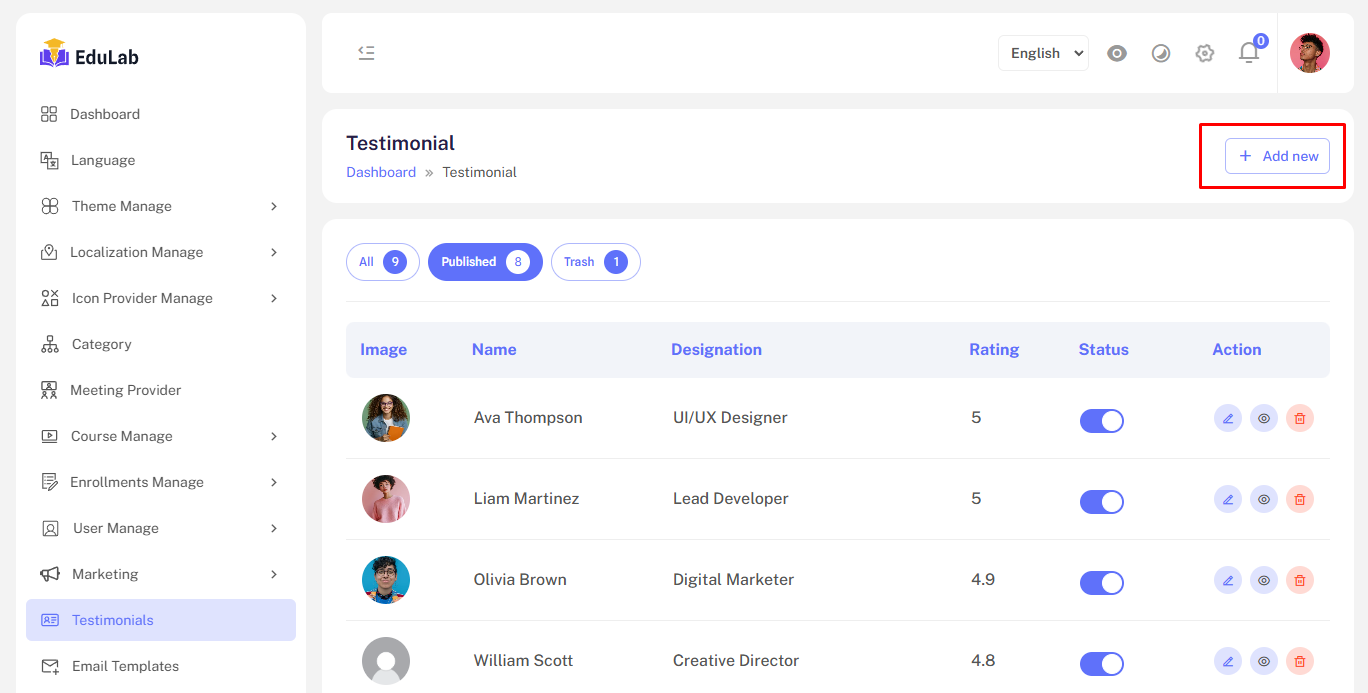 EduLab
Dashboard
Language
Theme Manage
Localization Manage
Icon Provider Manage
Category
Meeting Provider
Course Manage
Enrollments Manage
User Manage
Marketing
Testimonials
Email Templates
English
0
Testimonial
Dashboard » Testimonial
+ Add new
All 9 Published 8 Trash 1
Image Name Designation Rating Status Action
Ava Thompson UI/UX Designer 5
Liam Martinez Lead Developer 5
Olivia Brown Digital Marketer 4.9
William Scott Creative Director 4.8